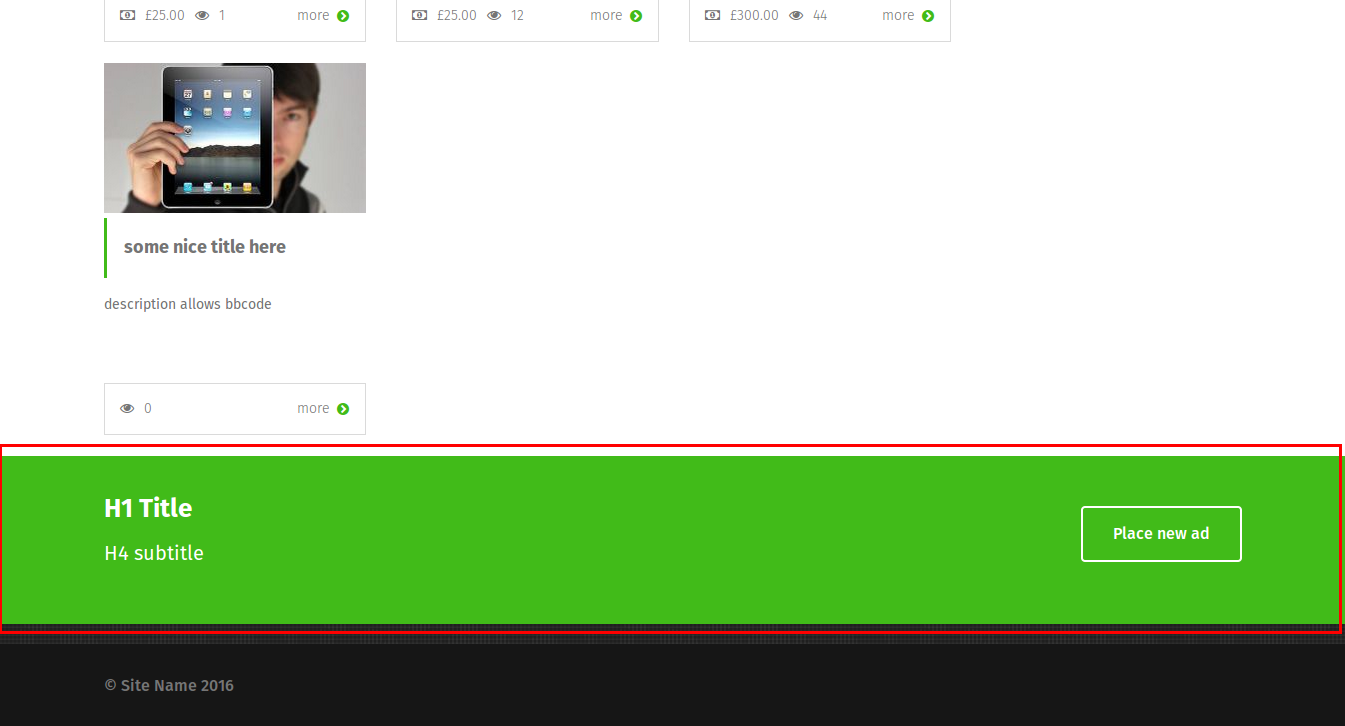 £25.00 1 more
£25.00 12 more
£300.00 44 more
some nice title here
description allows bbcode
0 more
H1 Title
H4 subtitle
Place new ad
© Site Name 2016